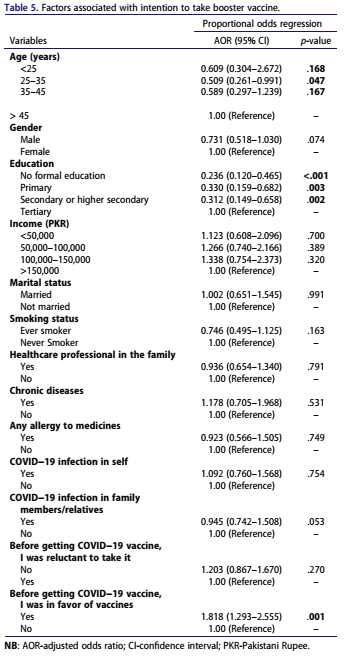 Table 5. Factors associated with intention to take booster vaccine.
Proportional odds regression
Variables AOR (95% CI) p-value
Age (years)
<25 0.609 (0.304–2.672) .168
25–35 0.509 (0.261–0.991) .047
35–45 0.589 (0.297–1.239) .167
> 45 1.00 (Reference) –
Gender
Male 0.731 (0.518–1.030) .074
Female 1.00 (Reference) –
Education
No formal education 0.236 (0.120–0.465) <.001
Primary 0.330 (0.159–0.682) .003
Secondary or higher secondary 0.312 (0.149–0.658) .002
Tertiary 1.00 (Reference) –
Income (PKR)
<50,000 1.123 (0.608–2.096) .700
50,000–100,000 1.266 (0.740–2.166) .389
100,000–150,000 1.338 (0.754–2.373) .320
>150,000 1.00 (Reference) –
Marital status
Married 1.002 (0.651–1.545) .991
Not married 1.00 (Reference) –
Smoking status
Ever smoker 0.746 (0.495–1.125) .163
Never Smoker 1.00 (Reference) –
Healthcare professional in the family
Yes 0.936 (0.654–1.340) .791
No 1.00 (Reference) –
Chronic diseases
Yes 1.178 (0.705–1.968) .531
No 1.00 (Reference) –
Any allergy to medicines
Yes 0.923 (0.566–1.505) .749
No 1.00 (Reference) –
COVID–19 infection in self
Yes 1.092 (0.760–1.568) .754
No 1.00 (Reference)
COVID–19 infection in family
members/relatives
Yes 0.945 (0.742–1.508) .053
No 1.00 (Reference) –
Before getting COVID–19 vaccine,
I was reluctant to take it
No 1.203 (0.867–1.670) .270
Yes 1.00 (Reference) –
Before getting COVID–19 vaccine,
I was in favor of vaccines
Yes 1.818 (1.293–2.555) .001
No 1.00 (Reference) –
NB: AOR-adjusted odds ratio; CI-confidence interval; PKR-Pakistani Rupee.